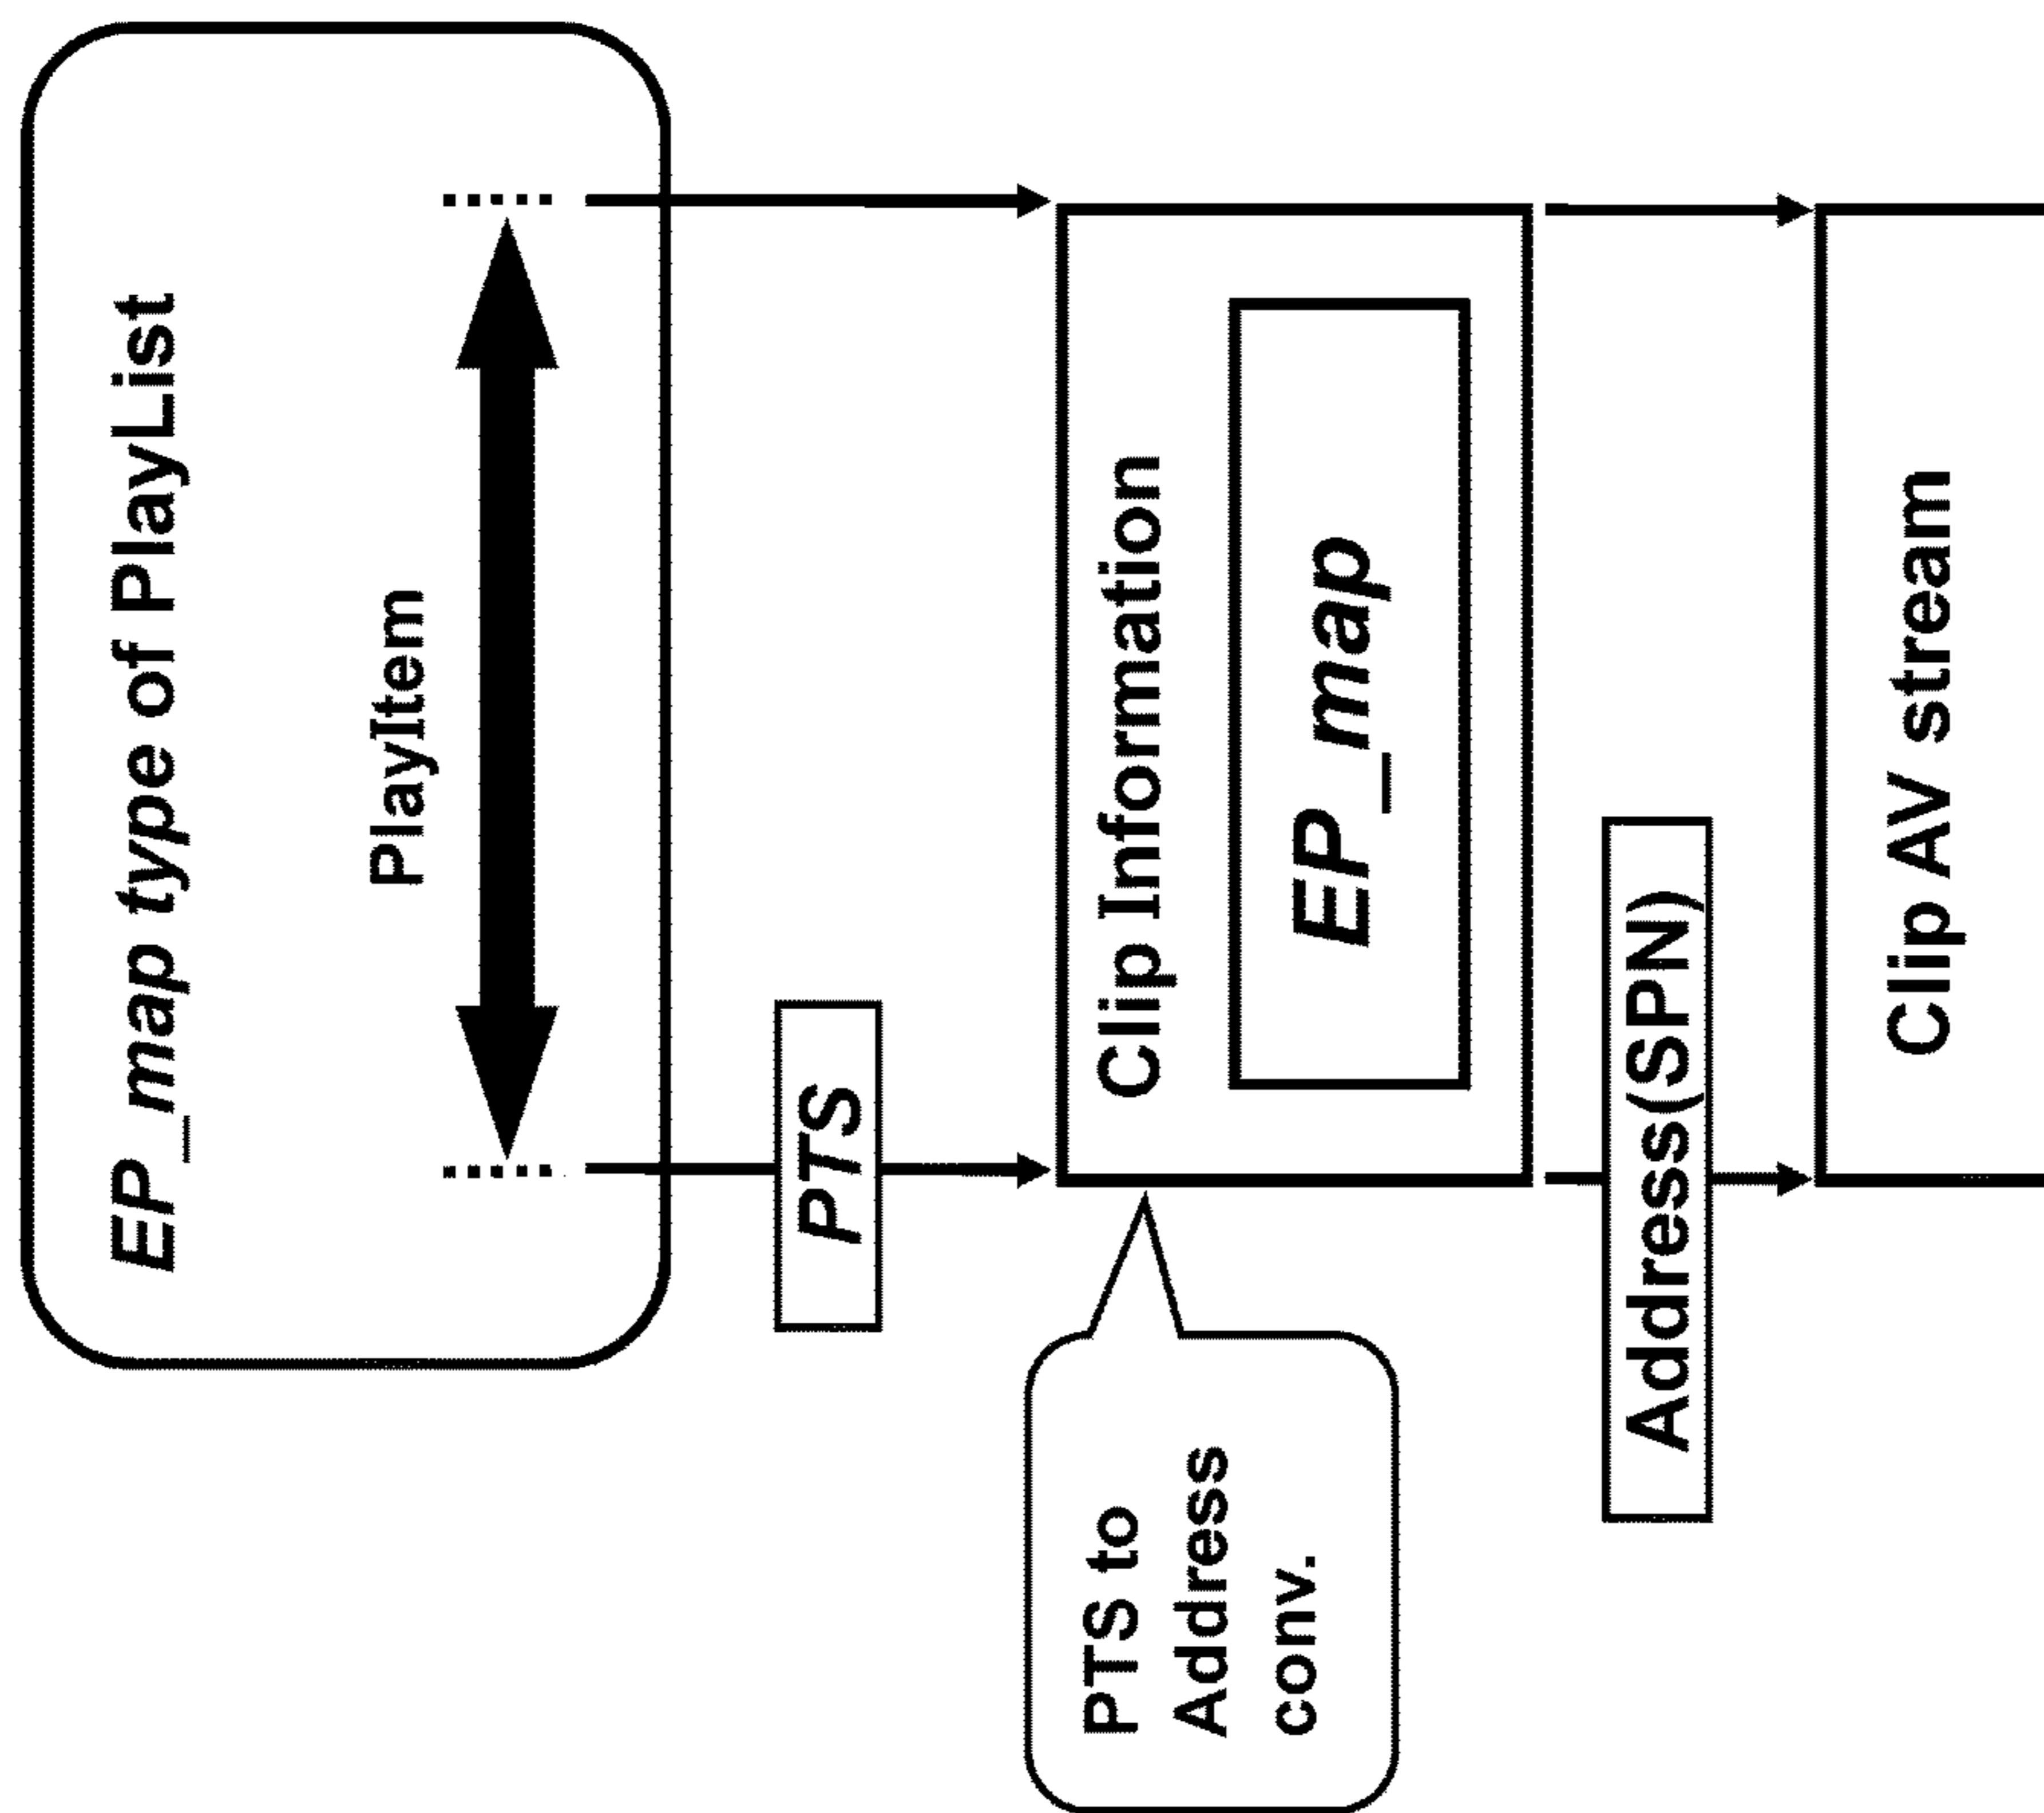 EP_map type of PlayList
PlayItem
PTS
Clip Information
EP_map
PTS to
Address
conv.
Address(SPN)
Clip AV stream